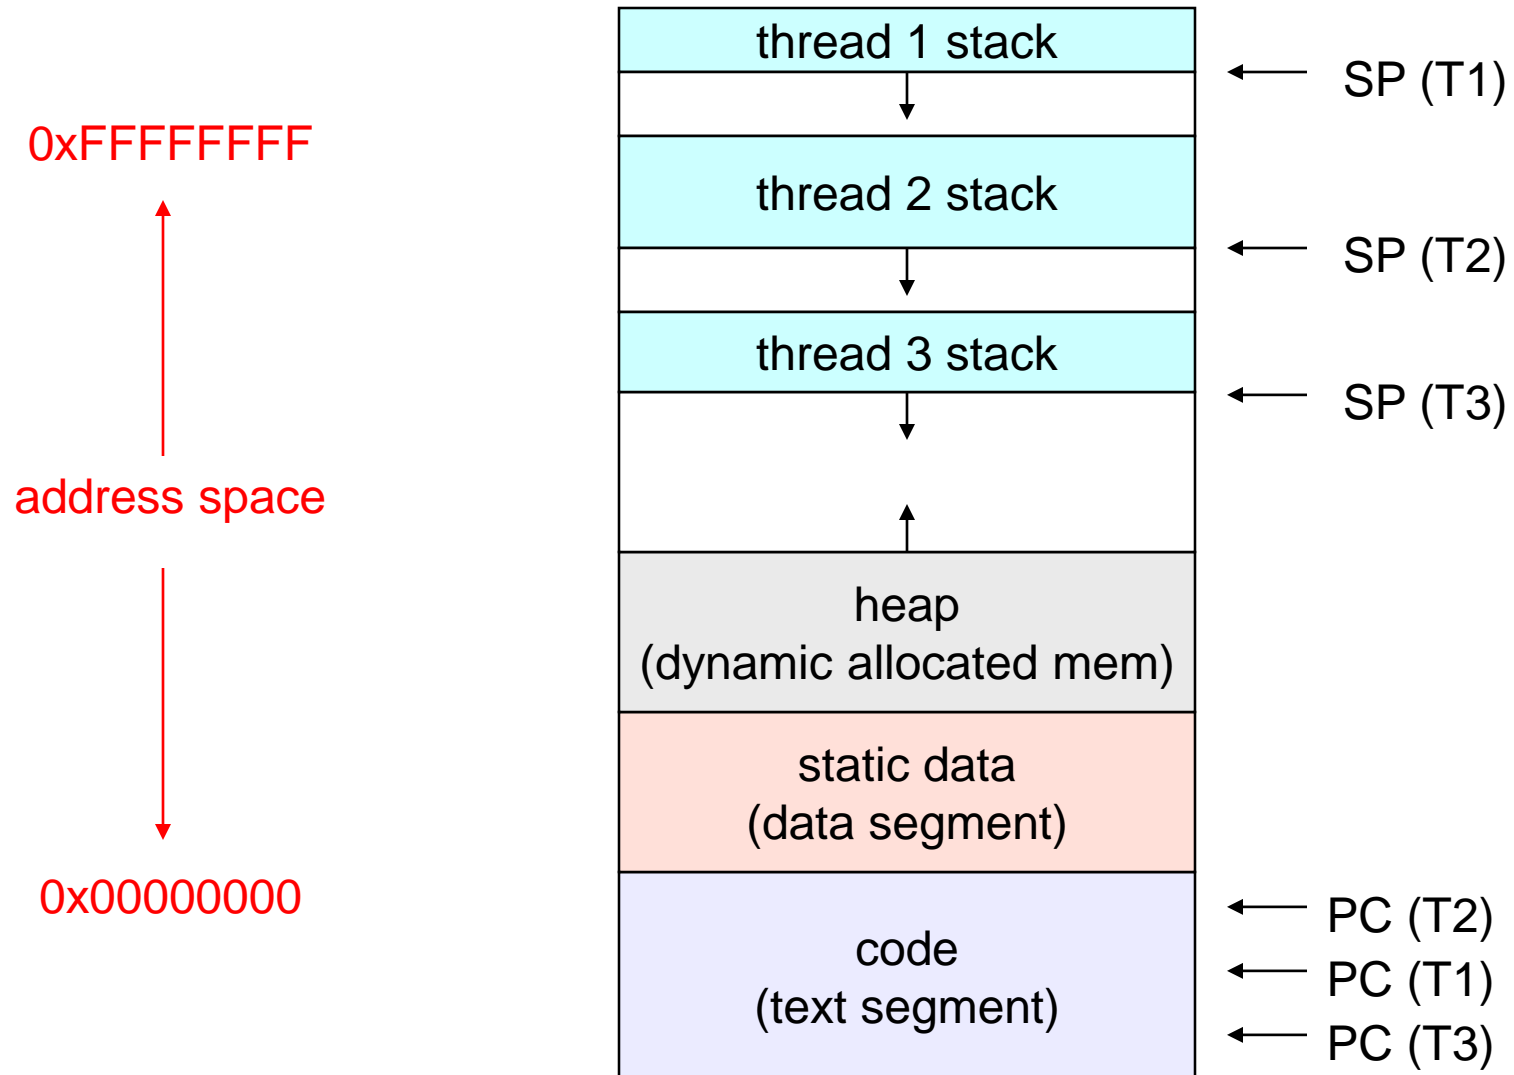 thread 1 stack
SP (T1)
0xFFFFFFFF
thread 2 stack
SP (T2)
thread 3 stack
SP (T3)
address space
heap
(dynamic allocated mem)
static data
(data segment)
0x00000000
code
(text segment)
PC (T2)
PC (T1)
PC (T3)